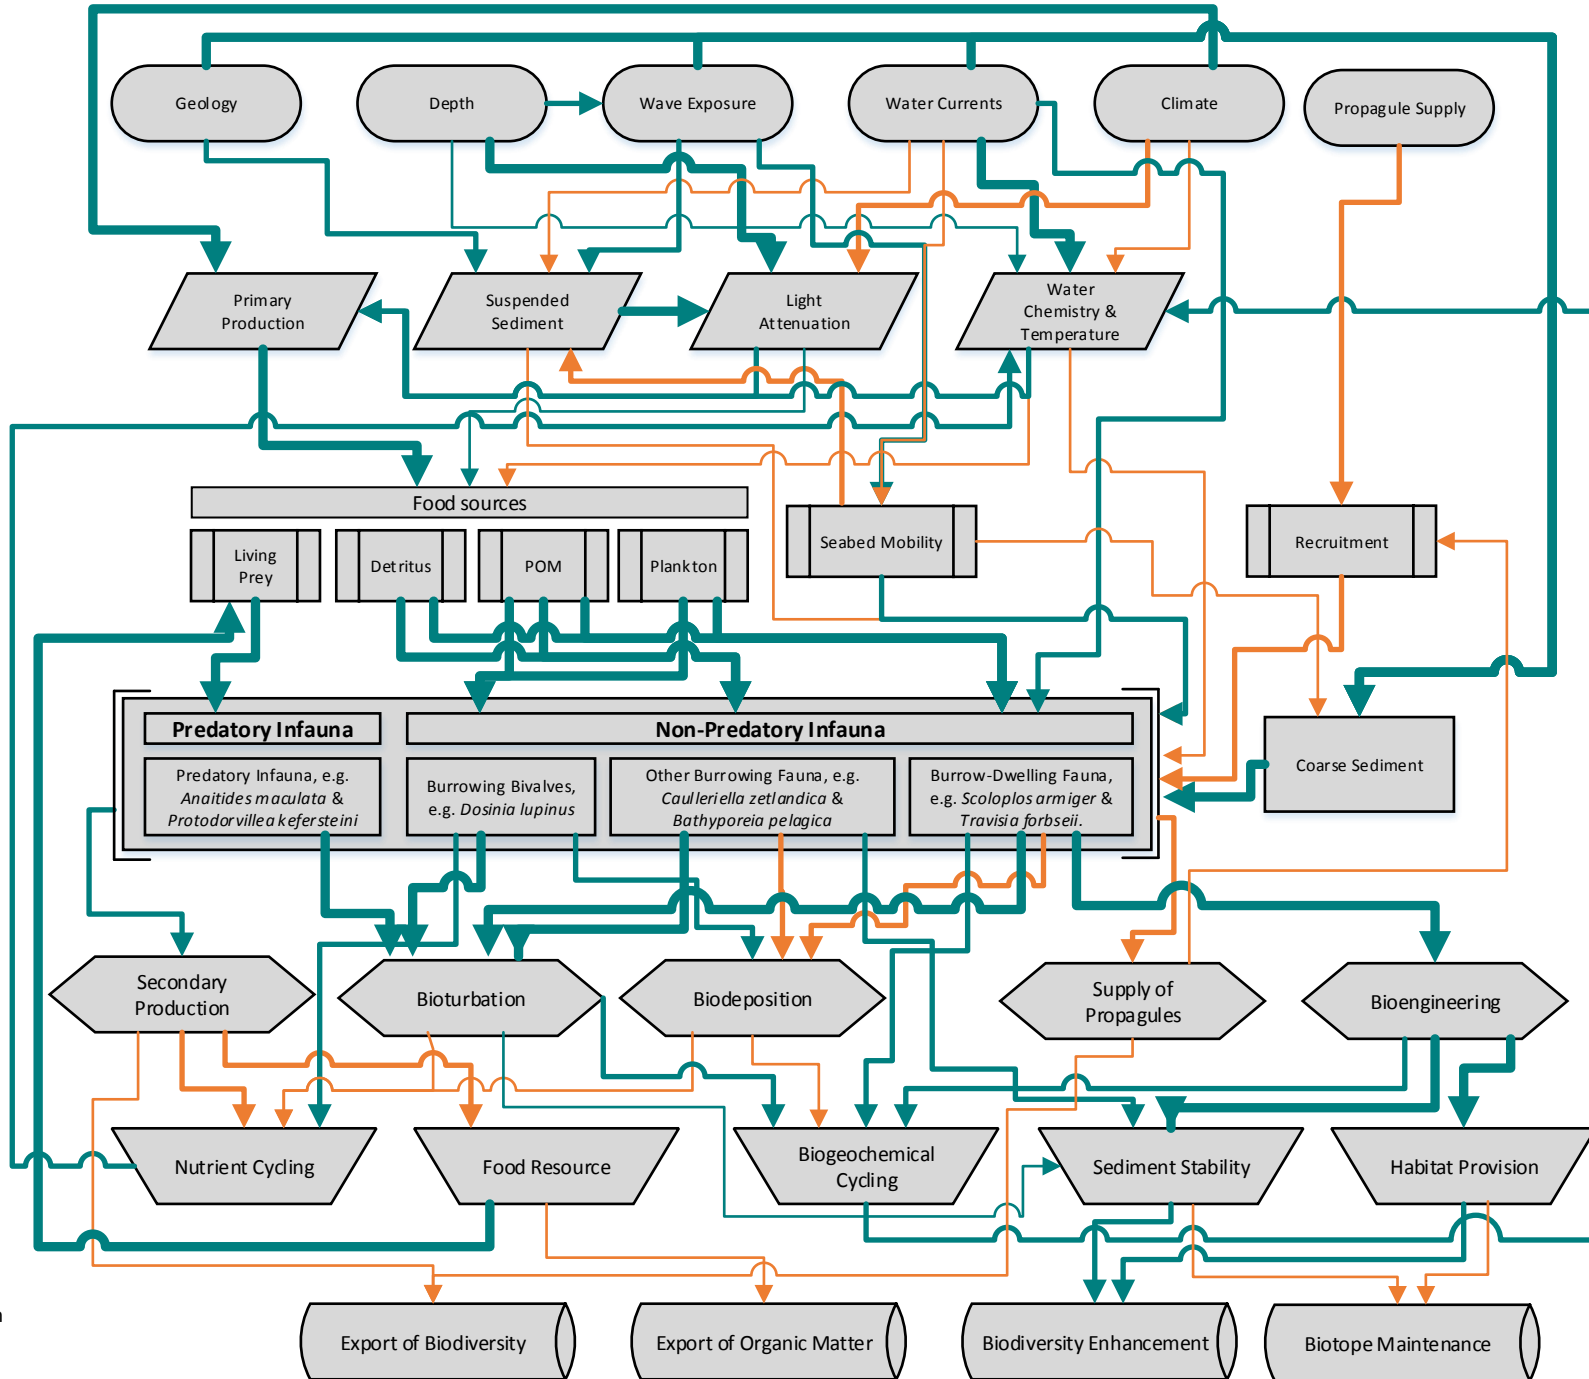 Geology
Depth
Wave Exposure
Water Currents
Climate
Propagule Supply
Primary
Production
Suspended
Sediment
Light
Attenuation
Water
Chemistry &
Temperature
Food sources
Living
Prey
Detritus
POM
Plankton
Seabed Mobility
Recruitment
Predatory Infauna
Non-Predatory Infauna
Predatory Infauna, e.g.
Anaitides maculata &
Protodorvillea kefersteini
Burrowing Bivalves,
e.g. Dosinia lupinus
Other Burrowing Fauna, e.g.
Caulleriella zetlandica &
Bathyporeia pelagica
Burrow-Dwelling Fauna,
e.g. Scoloplos armiger &
Travisia forbseii.
Coarse Sediment
Secondary
Production
Bioturbation
Biodeposition
Supply of
Propagules
Bioengineering
Nutrient Cycling
Food Resource
Biogeochemical
Cycling
Sediment Stability
Habitat Provision
Export of Biodiversity
Export of Organic Matter
Biodiversity Enhancement
Biotope Maintenance